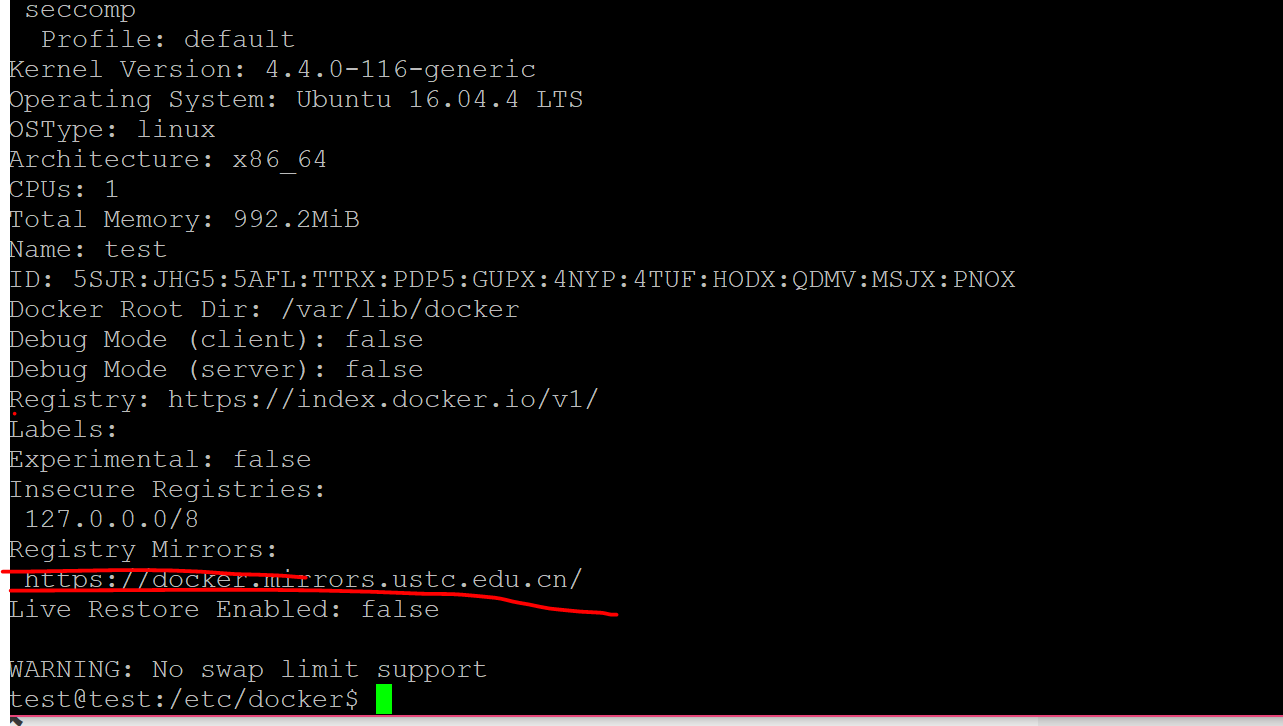 seccomp
Profile: default
Kernel Version: 4.4.0-116-generic
Operating System: Ubuntu 16.04.4 LTS
OSType: linux
Architecture: x86_64
CPUs: 1
Total Memory: 992.2MiB
Name: test
ID: 5SJR:JHG5:5AFL:TTRX:PDP5:GUPX:4NYP:4TUF:HODX:QDMV:MSJX:PNOX
Docker Root Dir: /var/lib/docker
Debug Mode (client): false
Debug Mode (server): false
Registry: https://index.docker.io/v1/
Labels:
Experimental: false
Insecure Registries:
127.0.0.0/8
Registry Mirrors:
https://docker.mirrors.ustc.edu.cn/
Live Restore Enabled: false
WARNING: No swap limit support
test@test:/etc/docker$